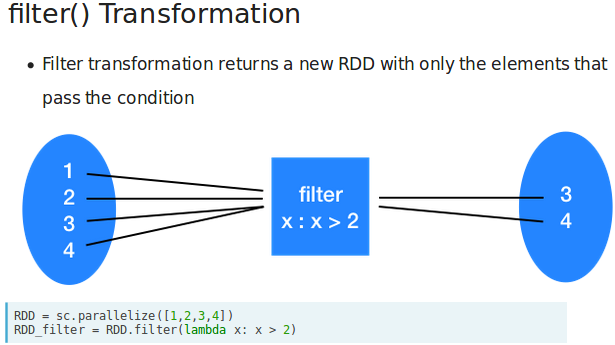 filter() Transformation
• Filter transformation returns a new RDD with only the elements that
pass the condition
1
2
3
4
filter
x : x > 2
3
4
RDD = sc.parallelize([1,2,3,4])
RDD_filter = RDD.filter(lambda x: x > 2)